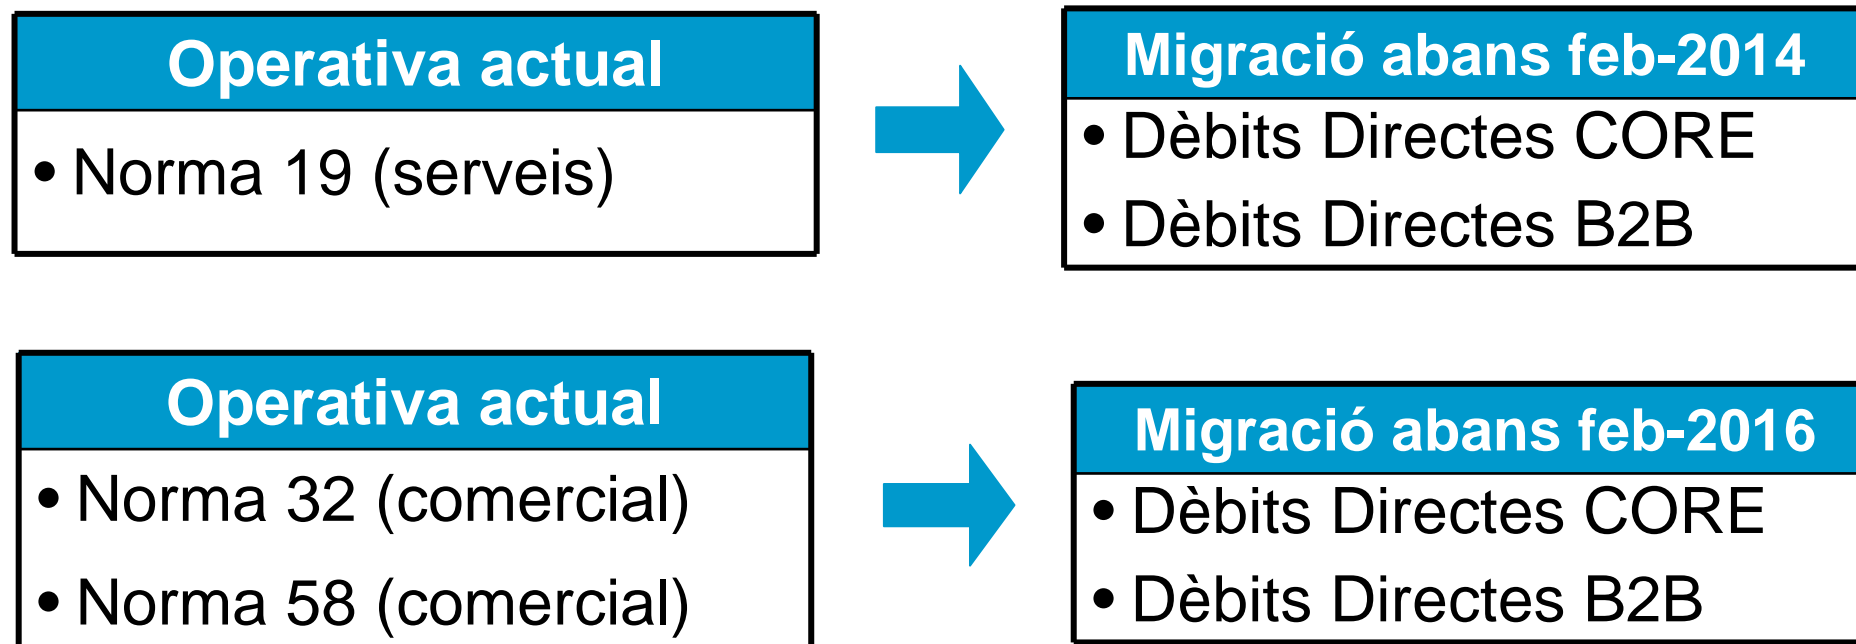 Operativa actual
• Norma 19 (serveis)
Migració abans feb-2014
• Dèbits Directes CORE
• Dèbits Directes B2B
Operativa actual
• Norma 32 (comercial)
• Norma 58 (comercial)
Migració abans feb-2016
• Dèbits Directes CORE
• Dèbits Directes B2B